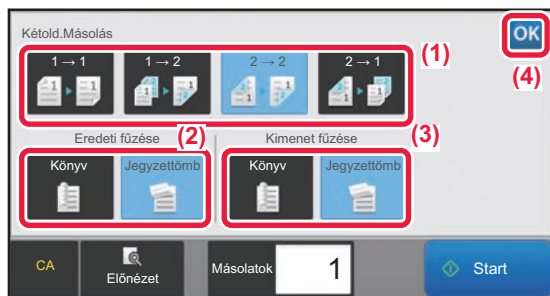 Kétold.Másolás
OK
1 → 1
1 → 2
2 → 2
2 → 1
(1)
(4)
Eredeti fűzése
(2)
Kimenet fűzése
(3)
Könyv
Jegyzettömb
Könyv
Jegyzettömb
CA
Előnézet
Másolatok
1
Start